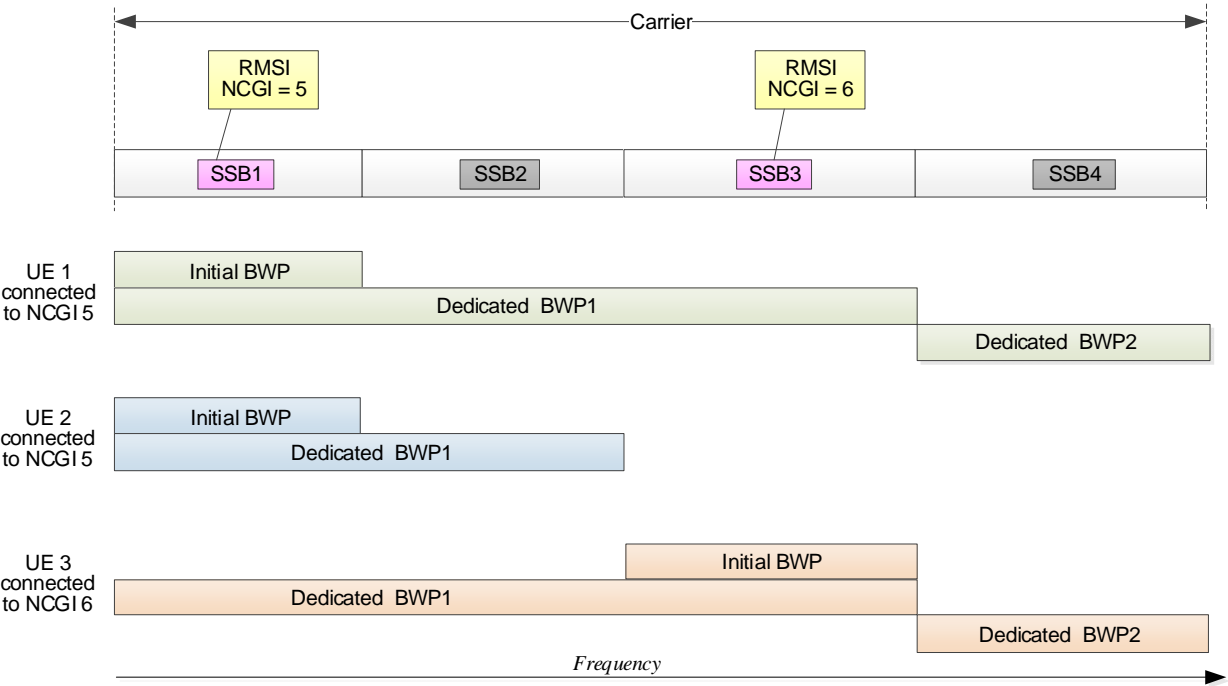 Carrier
RMSI
NCGI = 5
RMSI
NCGI = 6
SSB1
SSB2
SSB3
SSB4
UE 1
connected
to NCGI 5
Initial BWP
Dedicated BWP1
Dedicated BWP2
UE 2
connected
to NCGI 5
Initial BWP
Dedicated BWP1
UE 3
connected
to NCGI 6
Initial BWP
Dedicated BWP1
Dedicated BWP2
Frequency